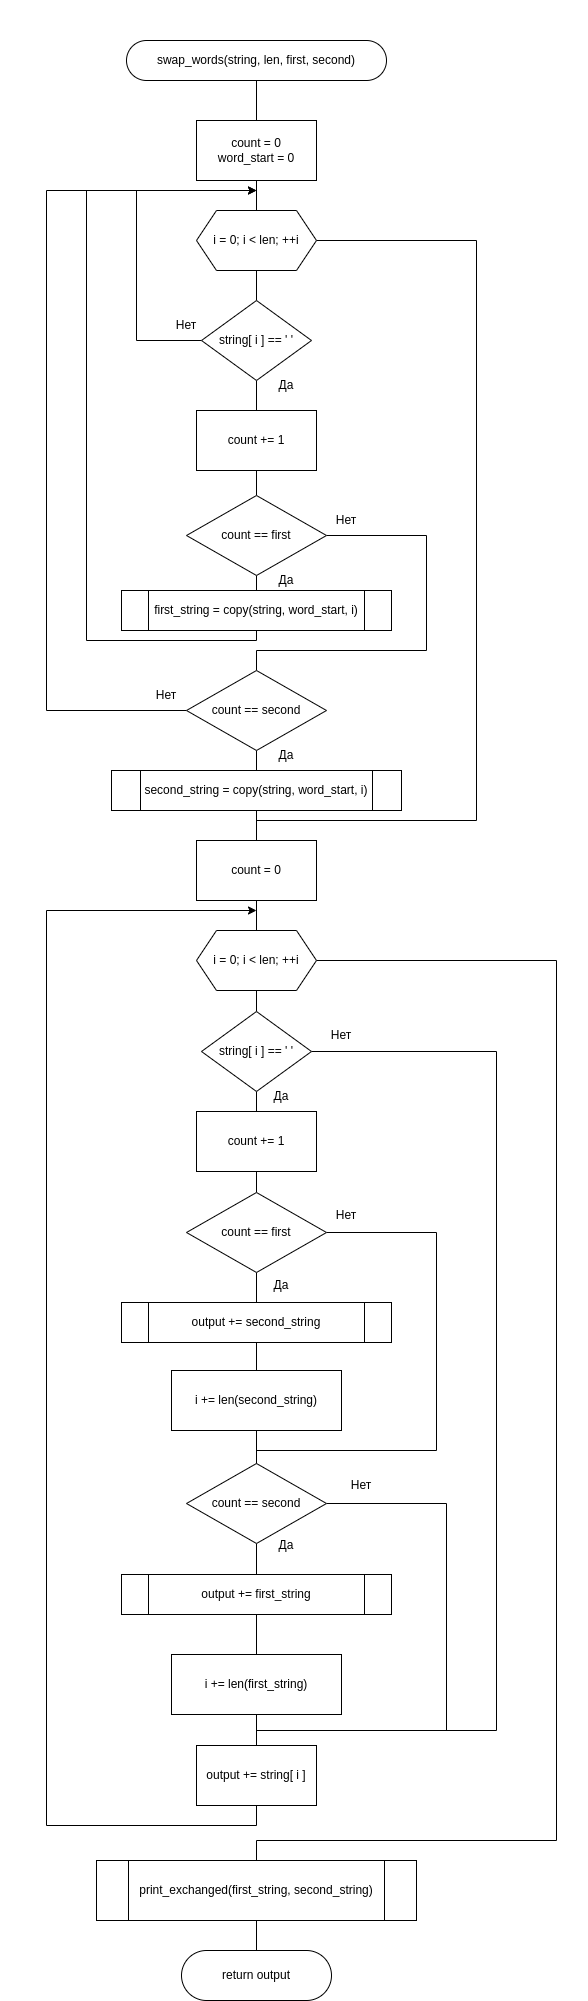 swap_words(string, len, first, second)
count = 0
word_start = 0
i = 0; i < len; ++i
Нет
string[ i ] == ' '
Да
count += 1
Нет
count == first
Да
first_string = copy(string, word_start, i)
Нет
count == second
Да
second_string = copy(string, word_start, i)
count = 0
i = 0; i < len; ++i
Нет
string[ i ] == ' '
Да
count += 1
Нет
count == first
Да
output += second_string
i += len(second_string)
Нет
count == second
Да
output += first_string
i += len(first_string)
output += string[ i ]
print_exchanged(first_string, second_string)
return output